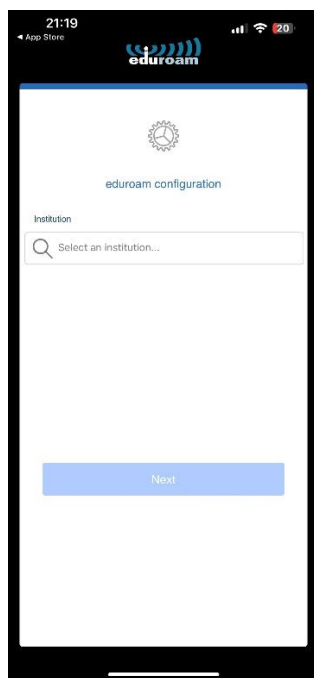 21:19
20
◀ App Store
eduroam
eduroam configuration
Institution
Select an institution...
Next